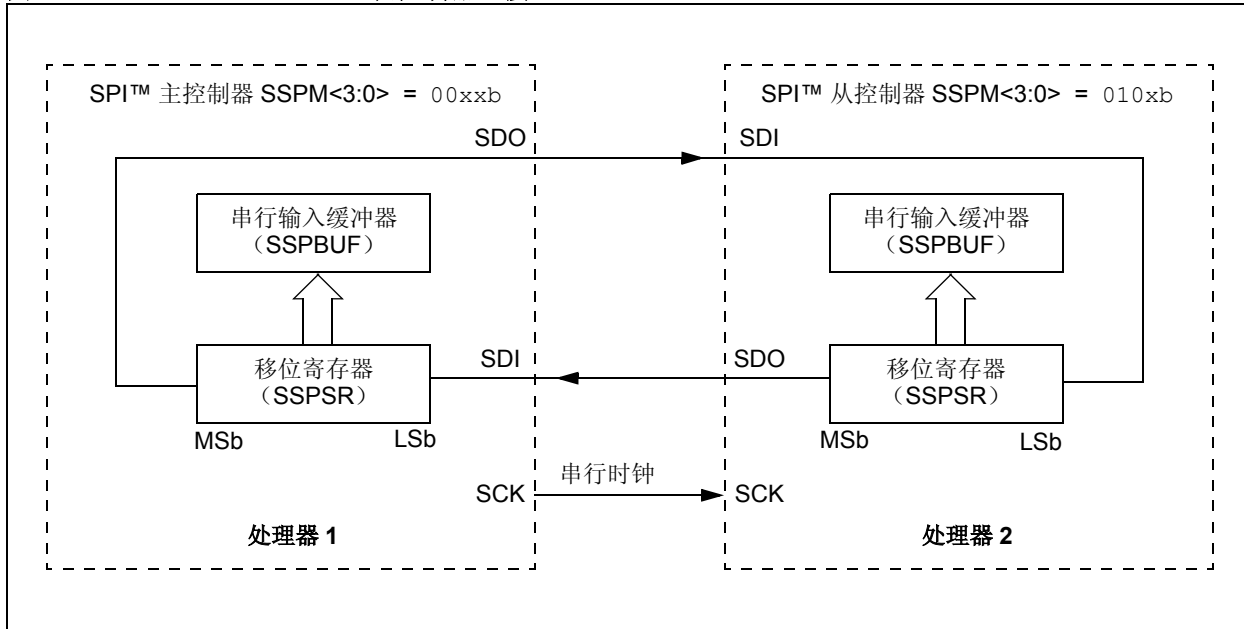 SPI™ 主控制器 SSPM<3:0> = 00xxb
SPI™ 从控制器 SSPM<3:0> = 010xb
SDO
SDI
串行输入缓冲器
（SSPBUF）
串行输入缓冲器
（SSPBUF）
移位寄存器
（SSPSR）
SDI
SDO
移位寄存器
（SSPSR）
MSb
LSb
MSb
LSb
串行时钟
SCK
SCK
处理器 1
处理器 2